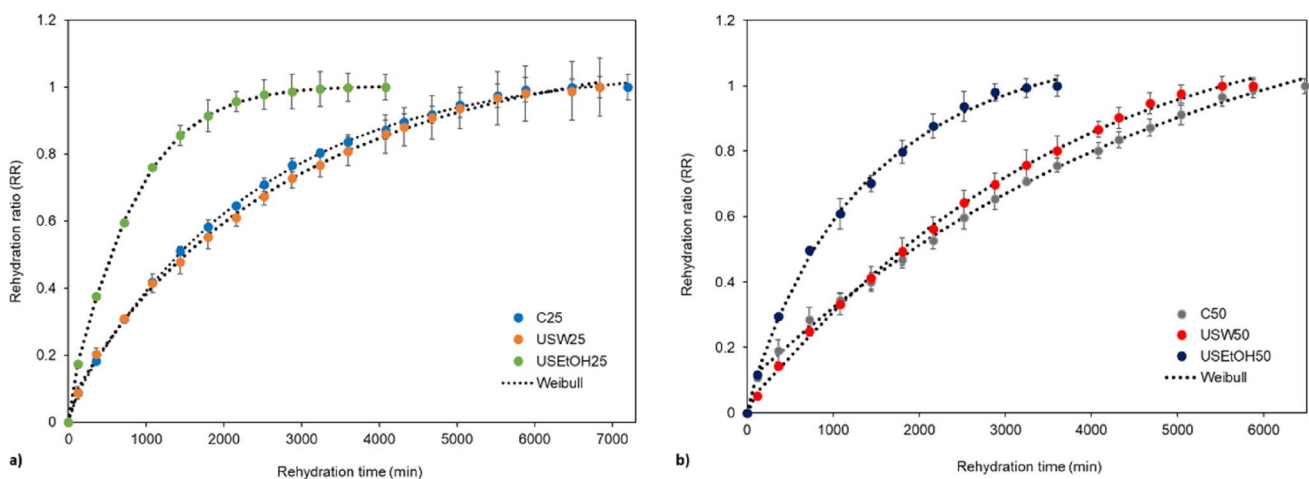 1.2
1
0.8
0.6
0.4
0.2
0
Rehydration ratio (RR)
C25
USW25
USEtOH25
Weibull
0 1000 2000 3000 4000 5000 6000 7000
Rehydration time (min)
a)
1.2
1
0.8
0.6
0.4
0.2
0
Rehydration ratio (RR)
C50
USW50
USEtOH50
Weibull
0 1000 2000 3000 4000 5000 6000
Rehydration time (min)
b)